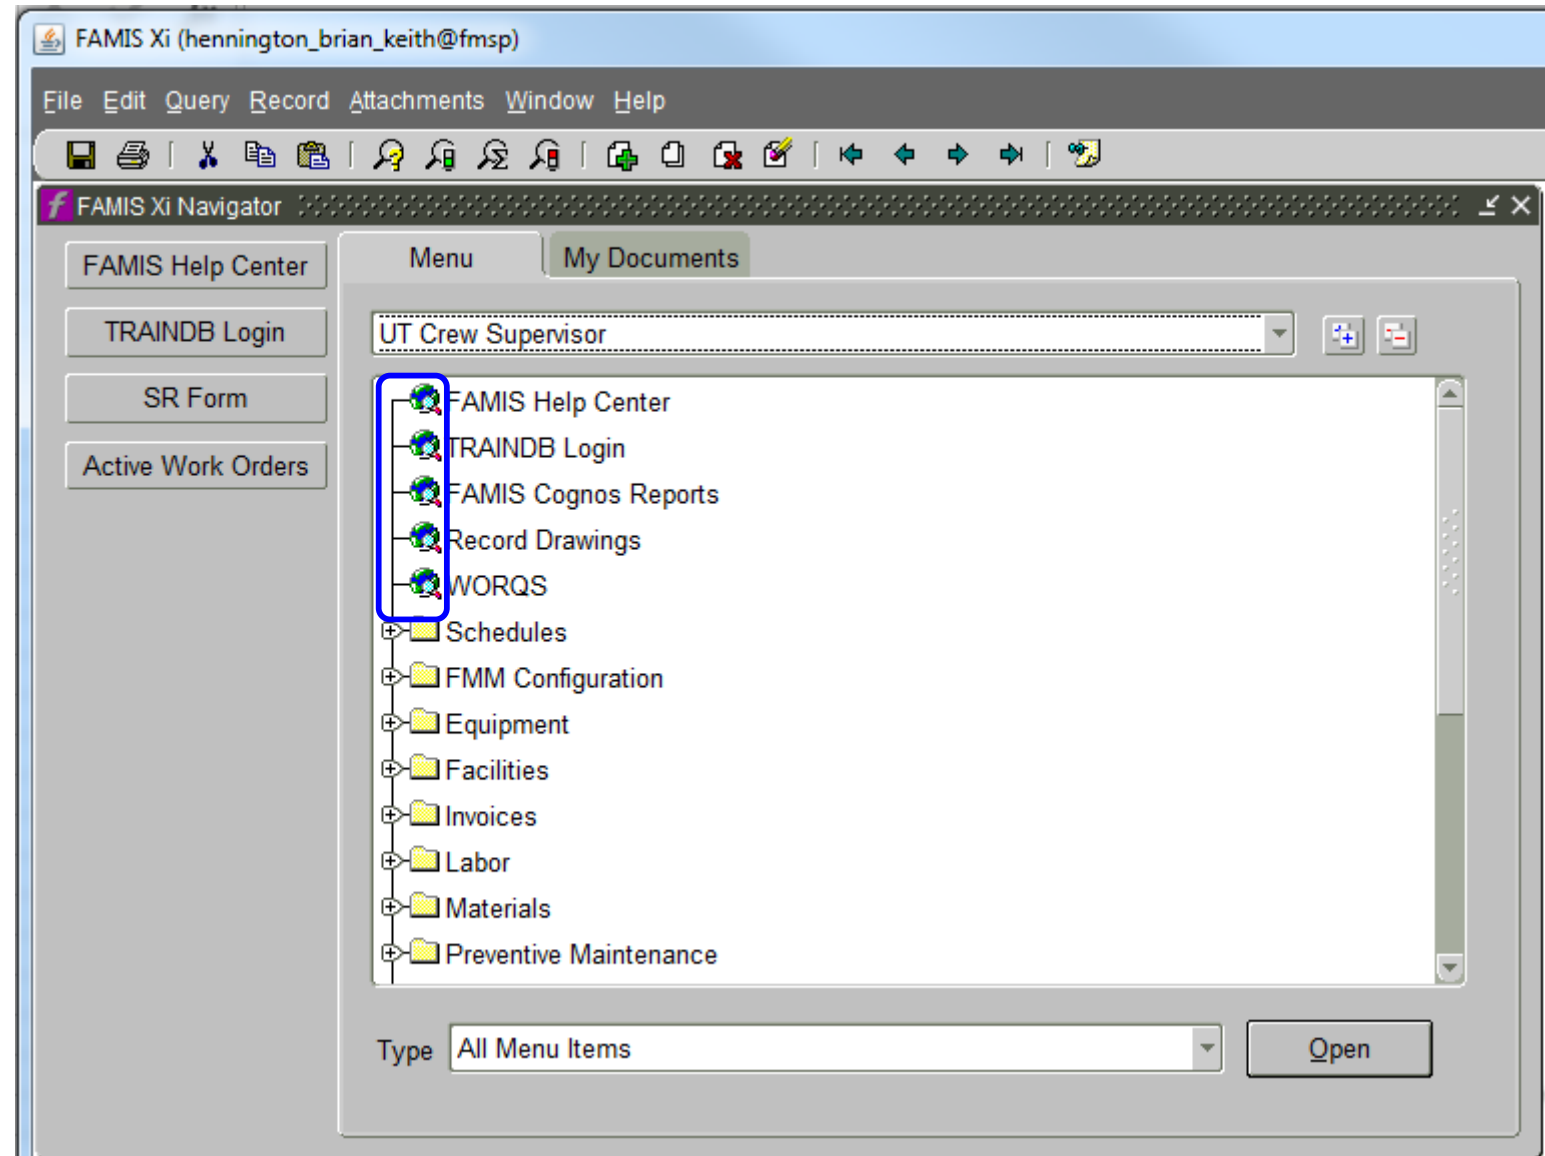 FAMIS Xi (hennington_brian_keith@fmsp)
File Edit Query Record Attachments Window Help
FAMIS Xi Navigator
FAMIS Help Center
TRAINDB Login
SR Form
Active Work Orders
Menu My Documents
UT Crew Supervisor
FAMIS Help Center
TRAINDB Login
FAMIS Cognos Reports
Record Drawings
WORQS
Schedules
FMM Configuration
Equipment
Facilities
Invoices
Labor
Materials
Preventive Maintenance
Type All Menu Items Open